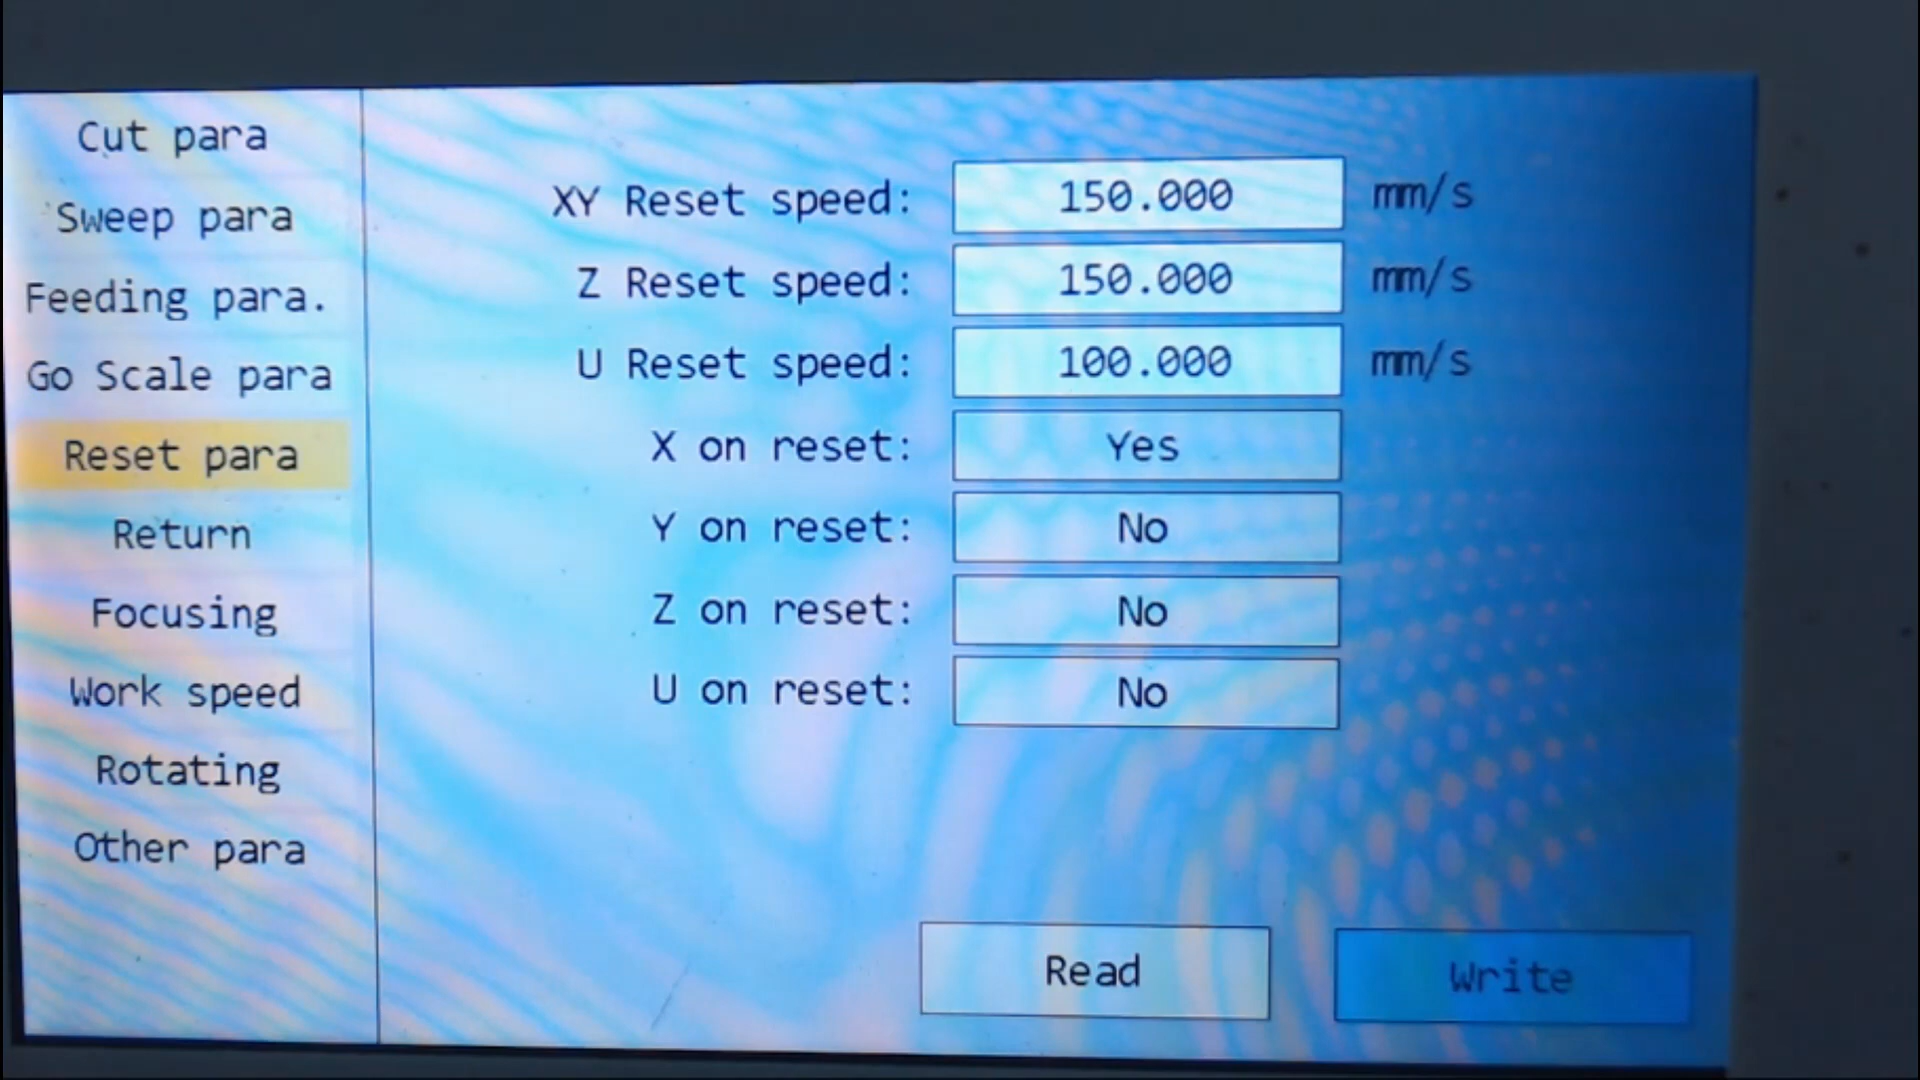 Cut para
Sweep para
Feeding para.
Go Scale para
Reset para
Return
Focusing
Work speed
Rotating
Other para
XY Reset speed: 150.000 mm/s
Z Reset speed: 150.000 mm/s
U Reset speed: 100.000 mm/s
X on reset: Yes
Y on reset: No
Z on reset: No
U on reset: No
Read Write